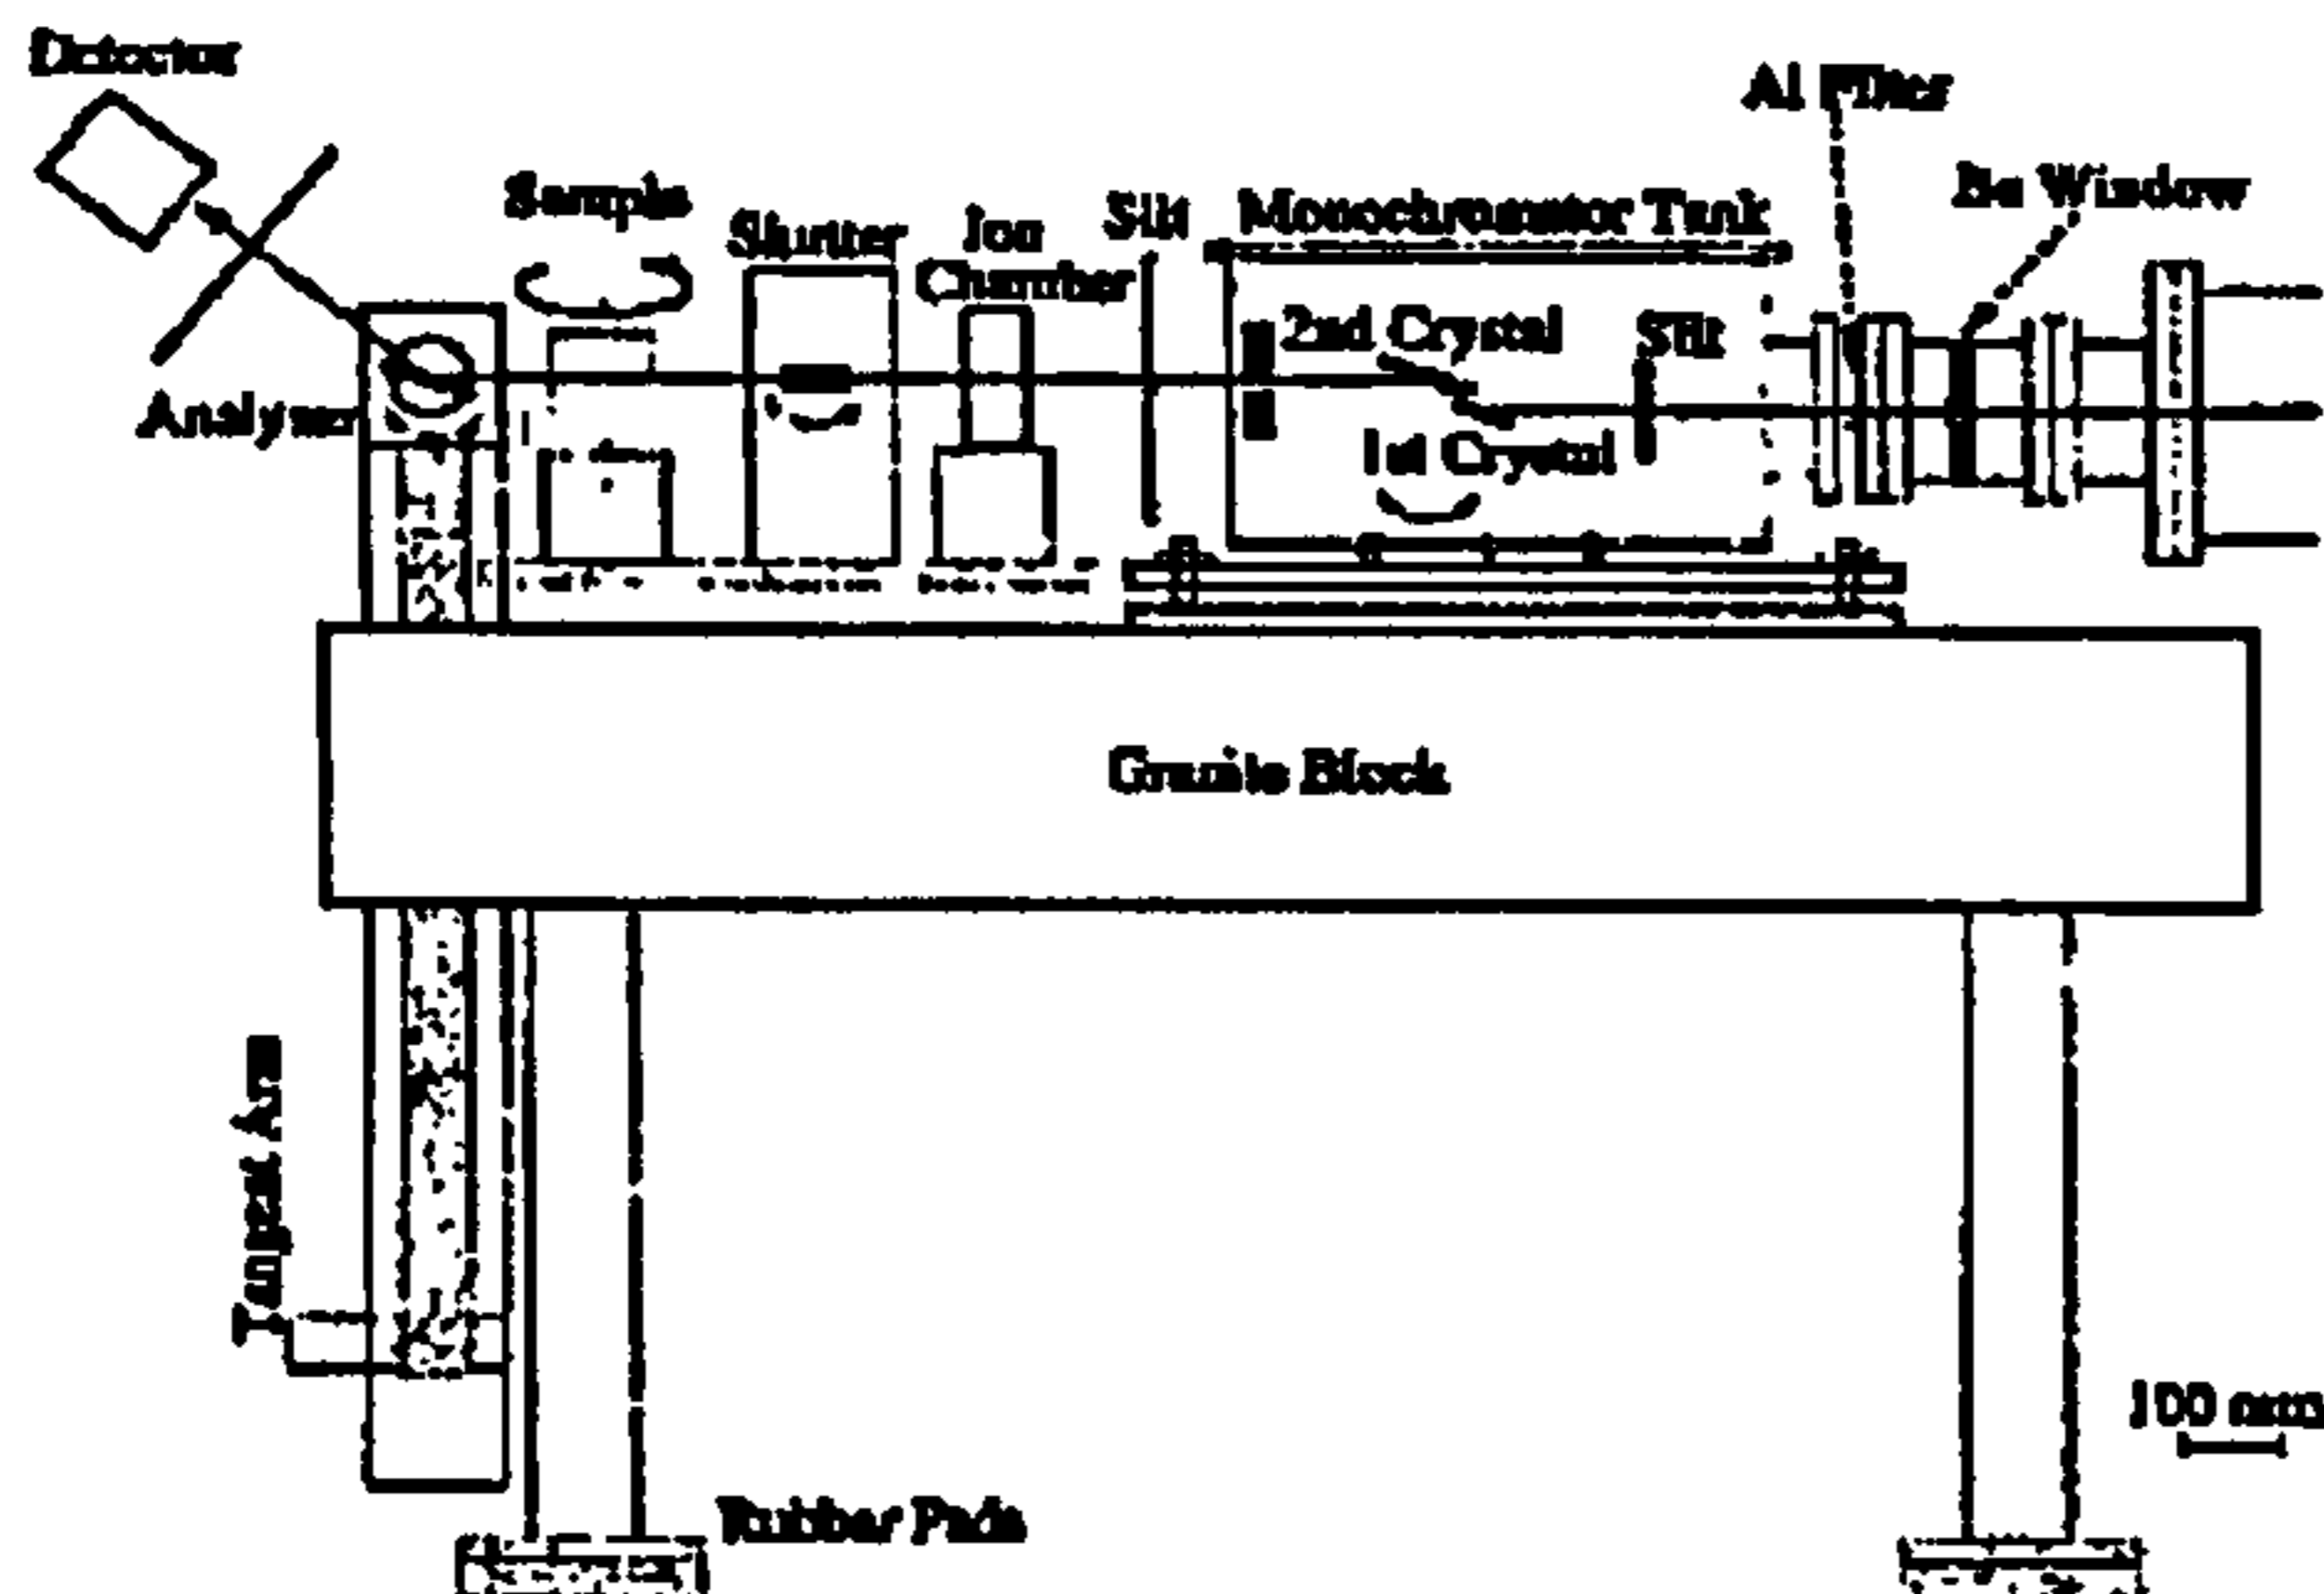 Detector
Al Filter
Be Window
Sample
Shutter
Ion
Chamber
Slit
Monochromator Tank
2nd Crystal
Slit
Analyzer
1st Crystal
Granite Block
Tangent Arm
100 mm
Rubber Pads